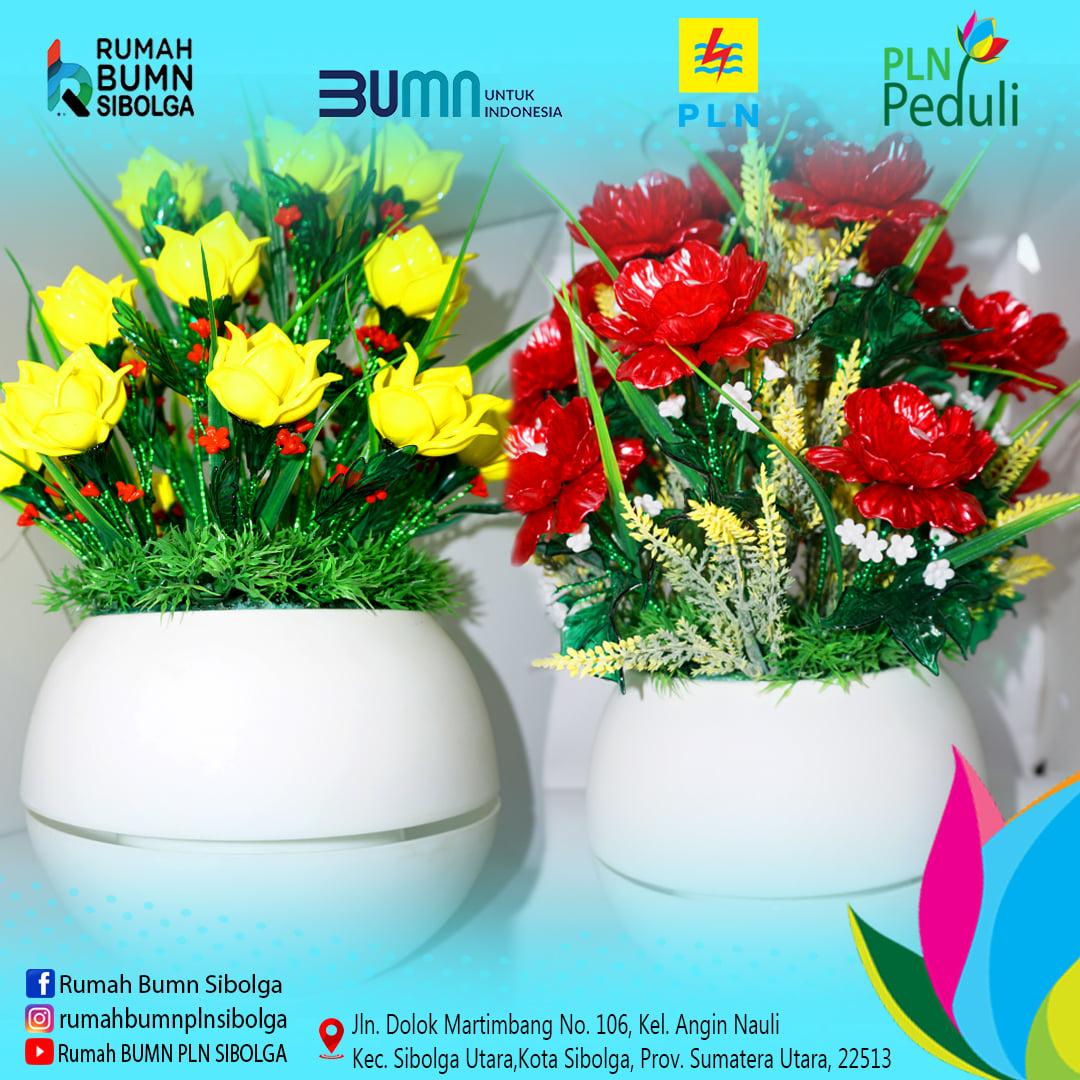 RUMAH
BUMN
SIBOLGA
BUMN UNTUK
INDONESIA
PLN
PLN
Peduli
Rumah Bumn Sibolga
rumahbumnplnsibolga
Rumah BUMN PLN SIBOLGA
Jln. Dolok Martimbang No. 106, Kel. Angin Nauli
Kec. Sibolga Utara,Kota Sibolga, Prov. Sumatera Utara, 22513